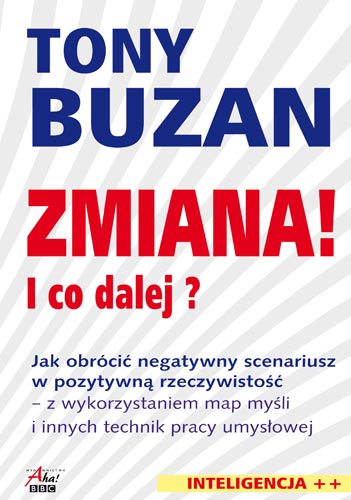 TONY
BUZAN
ZMIANA!
I co dalej ?
Jak obrócić negatywny scenariusz
w pozytywną rzeczywistość
– z wykorzystaniem map myśli
i innych technik pracy umysłowej
WYDAWNICTWO
Aha!
BBC
INTELIGENCJA ++